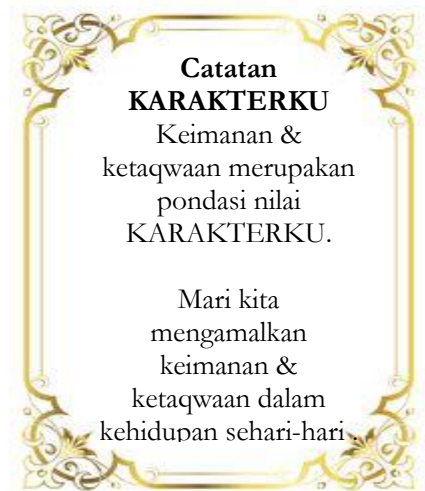 Catatan
KARAKTERKU
Keimanan &
ketaqwaan merupakan
pondasi nilai
KARAKTERKU.
Mari kita
mengamalkan
keimanan &
ketaqwaan dalam
kehidupan sehari-hari .